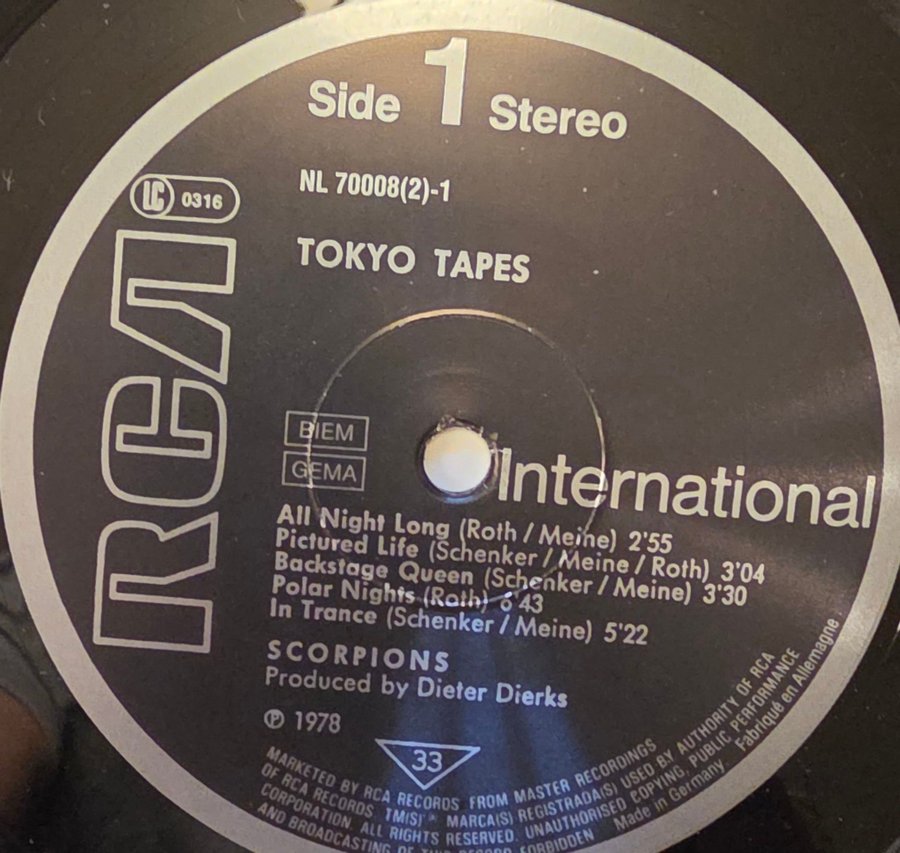 Side 1 Stereo
NL 70008(2)-1
LC 0316
TOKYO TAPES
RCA
BIEM
GEMA
International
All Night Long (Roth / Meine) 2'55
Pictured Life (Schenker / Meine / Roth) 3'04
Backstage Queen (Schenker / Meine) 3'30
Polar Nights (Roth) 6'43
In Trance (Schenker / Meine) 5'22
SCORPIONS
Produced by Dieter Dierks
℗ 1978
33
MARKETED BY RCA RECORDS FROM MASTER RECORDINGS
OF RCA RECORDS. TM(S)® MARCA(S) REGISTRADA(S) USED BY AUTHORITY OF RCA
CORPORATION. ALL RIGHTS RESERVED. UNAUTHORISED COPYING, PUBLIC PERFORMANCE
AND BROADCASTING OF THIS RECORD FORBIDDEN Made in Germany. Fabriqué en Allemagne